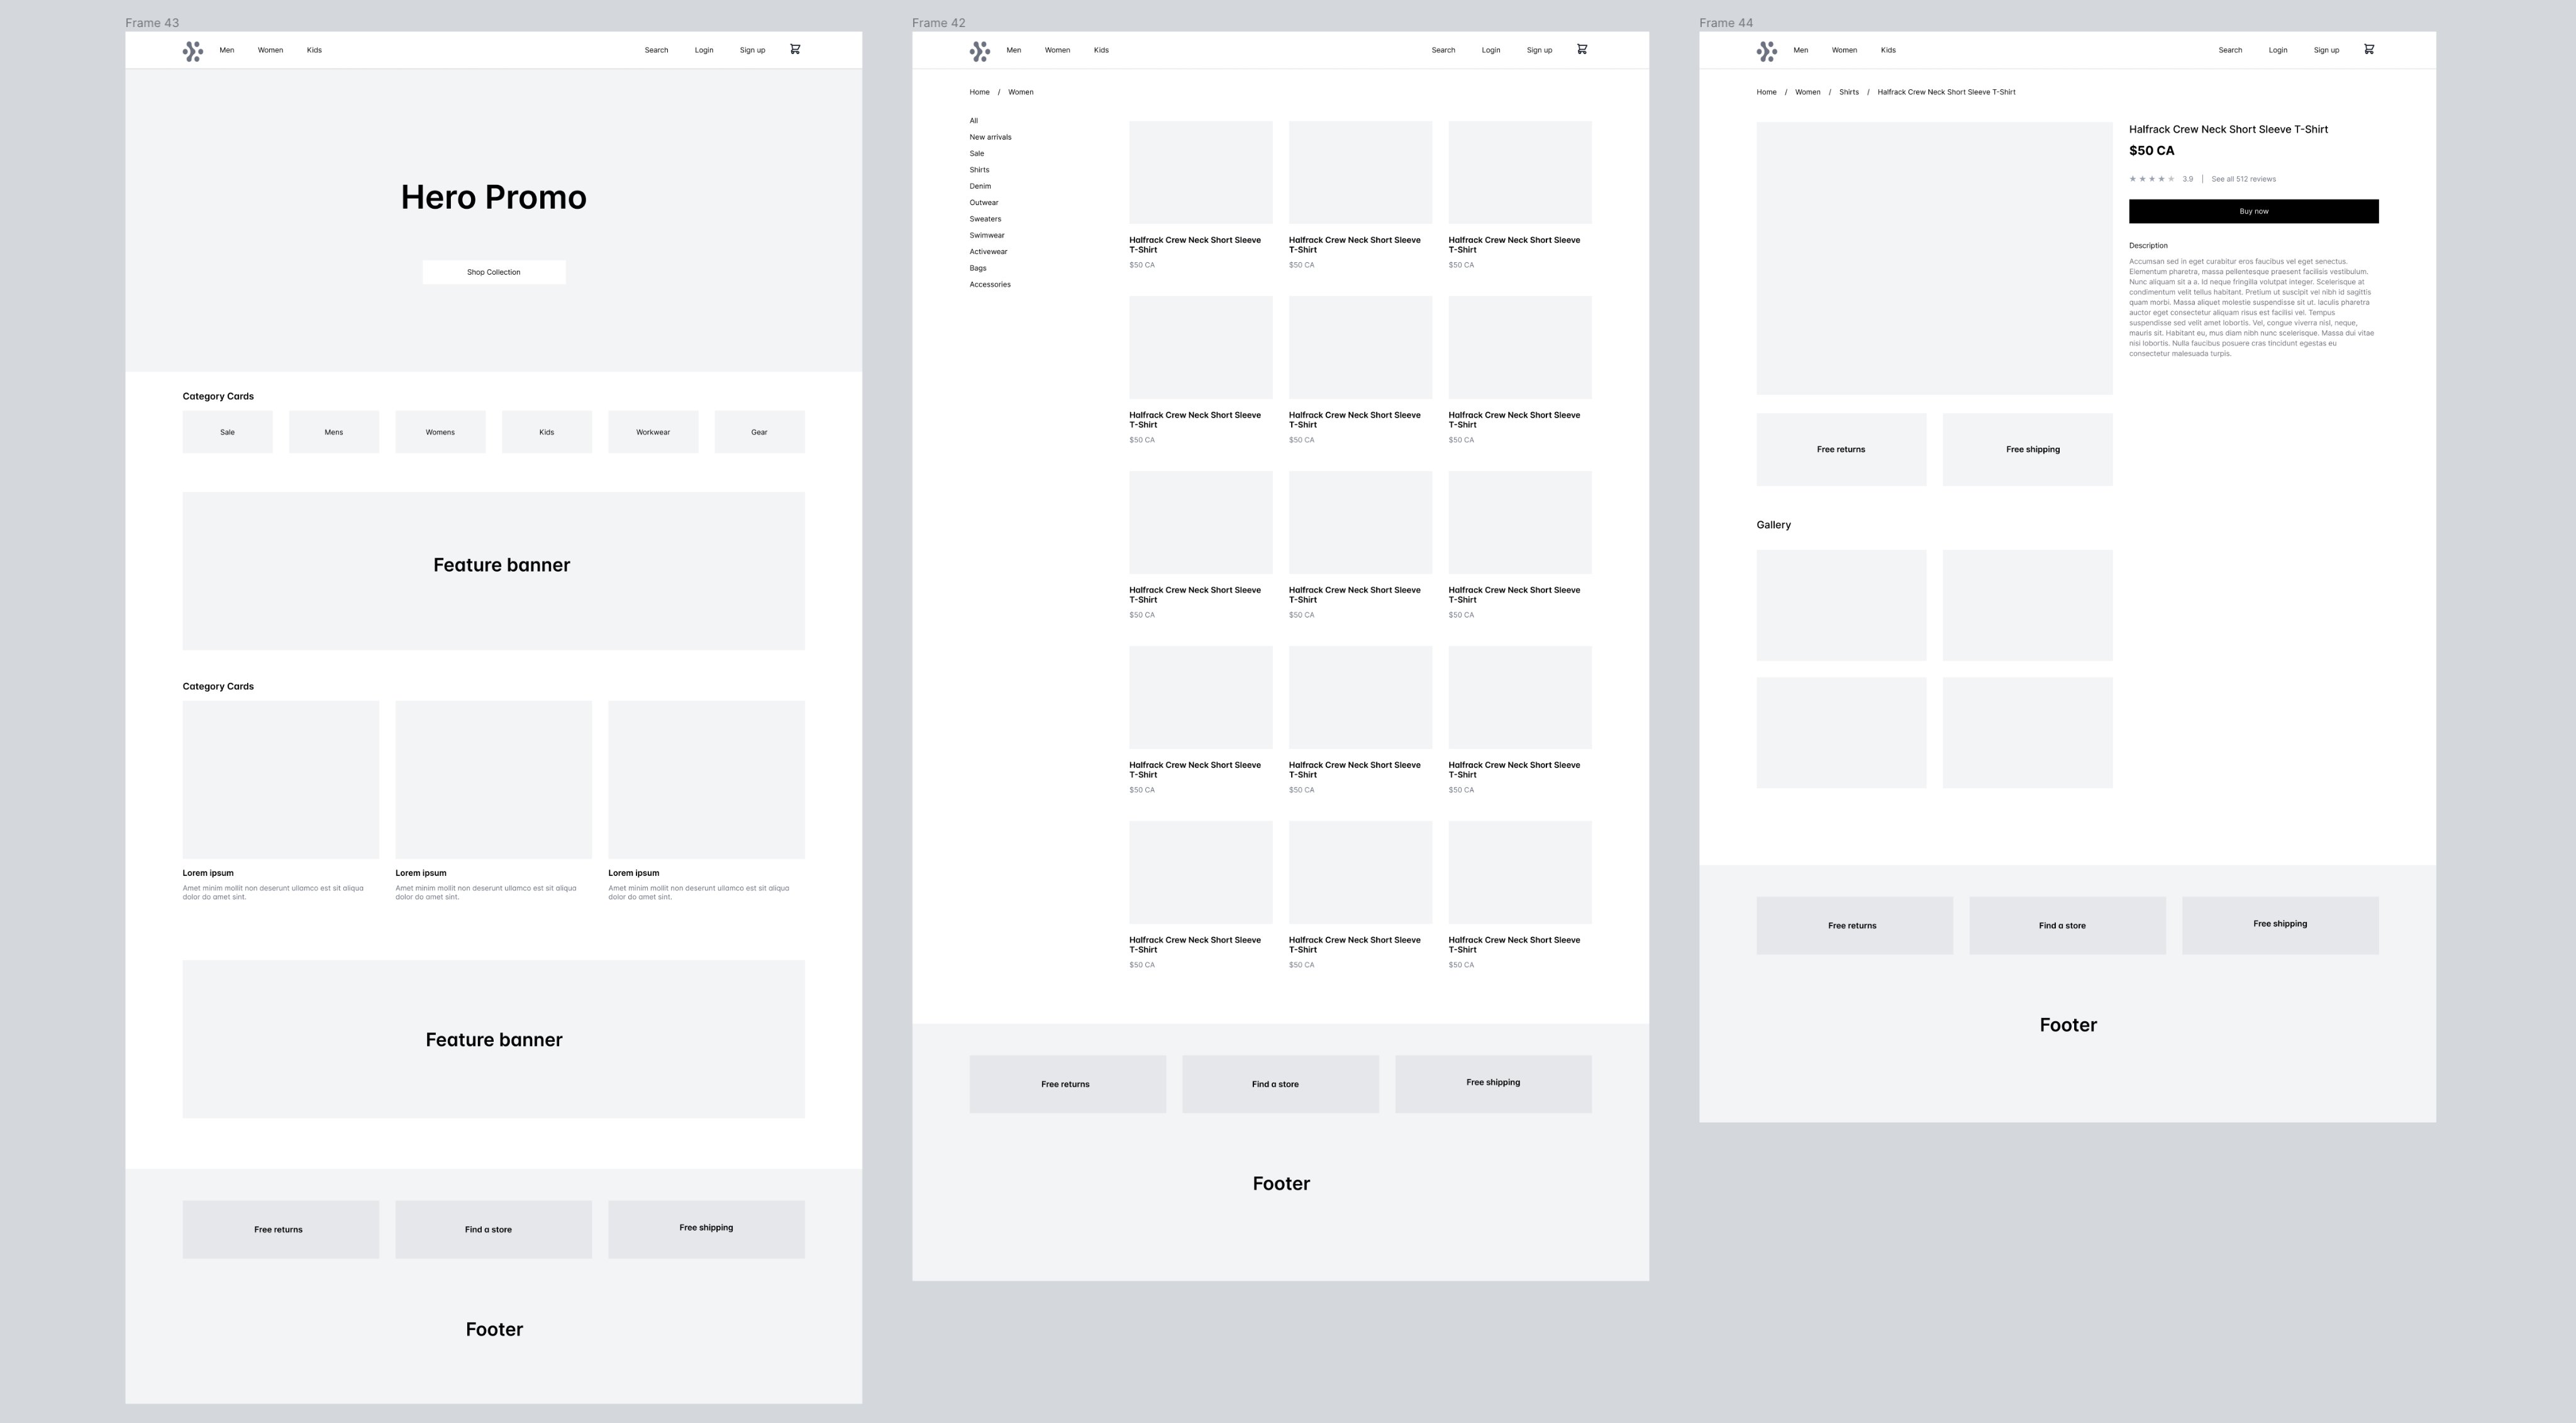 Frame 43
Men Women Kids Search Login Sign up
Hero Promo
Shop Collection
Category Cards
Sale Mens Womens Kids Workwear Gear
Feature banner
Category Cards
Lorem ipsum Lorem ipsum Lorem ipsum
Amet minim mollit non deserunt ullamco est sit aliqua Amet minim mollit non deserunt ullamco est sit aliqua Amet minim mollit non deserunt ullamco est sit aliqua
dolor do amet sint. dolor do amet sint. dolor do amet sint.
Feature banner
Free returns Find a store Free shipping
Footer
Frame 42
Men Women Kids Search Login Sign up
Home / Women
All
New arrivals
Sale
Shirts
Denim
Outwear
Sweaters
Swimwear
Activewear
Bags
Accessories
Halfrack Crew Neck Short Sleeve Halfrack Crew Neck Short Sleeve Halfrack Crew Neck Short Sleeve
T-Shirt T-Shirt T-Shirt
$50 CA $50 CA $50 CA
Halfrack Crew Neck Short Sleeve Halfrack Crew Neck Short Sleeve Halfrack Crew Neck Short Sleeve
T-Shirt T-Shirt T-Shirt
$50 CA $50 CA $50 CA
Halfrack Crew Neck Short Sleeve Halfrack Crew Neck Short Sleeve Halfrack Crew Neck Short Sleeve
T-Shirt T-Shirt T-Shirt
$50 CA $50 CA $50 CA
Halfrack Crew Neck Short Sleeve Halfrack Crew Neck Short Sleeve Halfrack Crew Neck Short Sleeve
T-Shirt T-Shirt T-Shirt
$50 CA $50 CA $50 CA
Halfrack Crew Neck Short Sleeve Halfrack Crew Neck Short Sleeve Halfrack Crew Neck Short Sleeve
T-Shirt T-Shirt T-Shirt
$50 CA $50 CA $50 CA
Free returns Find a store Free shipping
Footer
Frame 44
Men Women Kids Search Login Sign up
Home / Women / Shirts / Halfrack Crew Neck Short Sleeve T-Shirt
Halfrack Crew Neck Short Sleeve T-Shirt
$50 CA
3.9 | See all 512 reviews
Buy now
Description
Accumsan sed in eget curabitur eros faucibus vel eget senectus.
Elementum pharetra, massa pellentesque praesent facilisis vestibulum.
Nunc aliquam sit a a. Id neque fringilla volutpat integer. Scelerisque at
condimentum velit tellus habitant. Pretium ut suscipit vel nibh id sagittis
quam morbi. Massa aliquet molestie suspendisse sit ut. Iaculis pharetra
auctor eget consectetur aliquam risus est facilisi vel. Tempus
suspendisse sed velit amet lobortis. Vel, congue viverra nisl, neque,
mauris sit. Habitant eu, mus diam nibh nunc scelerisque. Massa dui vitae
nisi lobortis. Nulla faucibus posuere cras tincidunt egestas eu
consectetur malesuada turpis.
Free returns Free shipping
Gallery
Free returns Find a store Free shipping
Footer